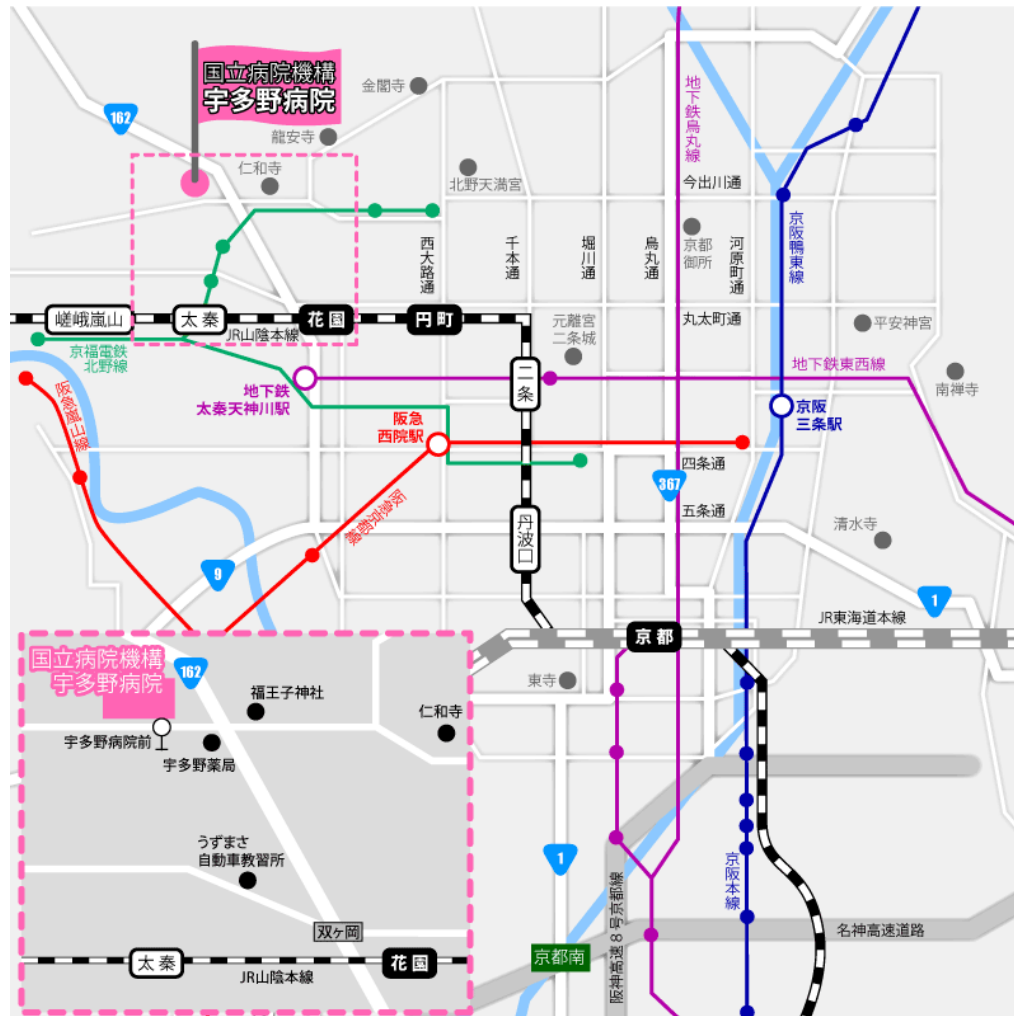 国立病院機構
宇多野病院
162
金閣寺
龍安寺
仁和寺
北野天満宮
地下鉄烏丸線
今出川通
京都
御所
京阪鴨東線
西大路通
千本通
堀川通
烏丸通
河原町通
嵯峨嵐山
太秦
花園
円町
JR山陰本線
京福電鉄
北野線
元離宮
二条城
丸太町通
平安神宮
地下鉄東西線
南禅寺
地下鉄
太秦天神川駅
二条
京阪
三条駅
阪急嵐山線
阪急
西院駅
四条通
367
五条通
阪急京都線
丹波口
清水寺
9
1
JR東海道本線
京都
東寺
国立病院機構
宇多野病院
162
福王子神社
仁和寺
宇多野病院前
宇多野薬局
うずまさ
自動車教習所
双ヶ岡
太秦
花園
JR山陰本線
1
京都南
阪神高速8号京都線
京阪本線
名神高速道路